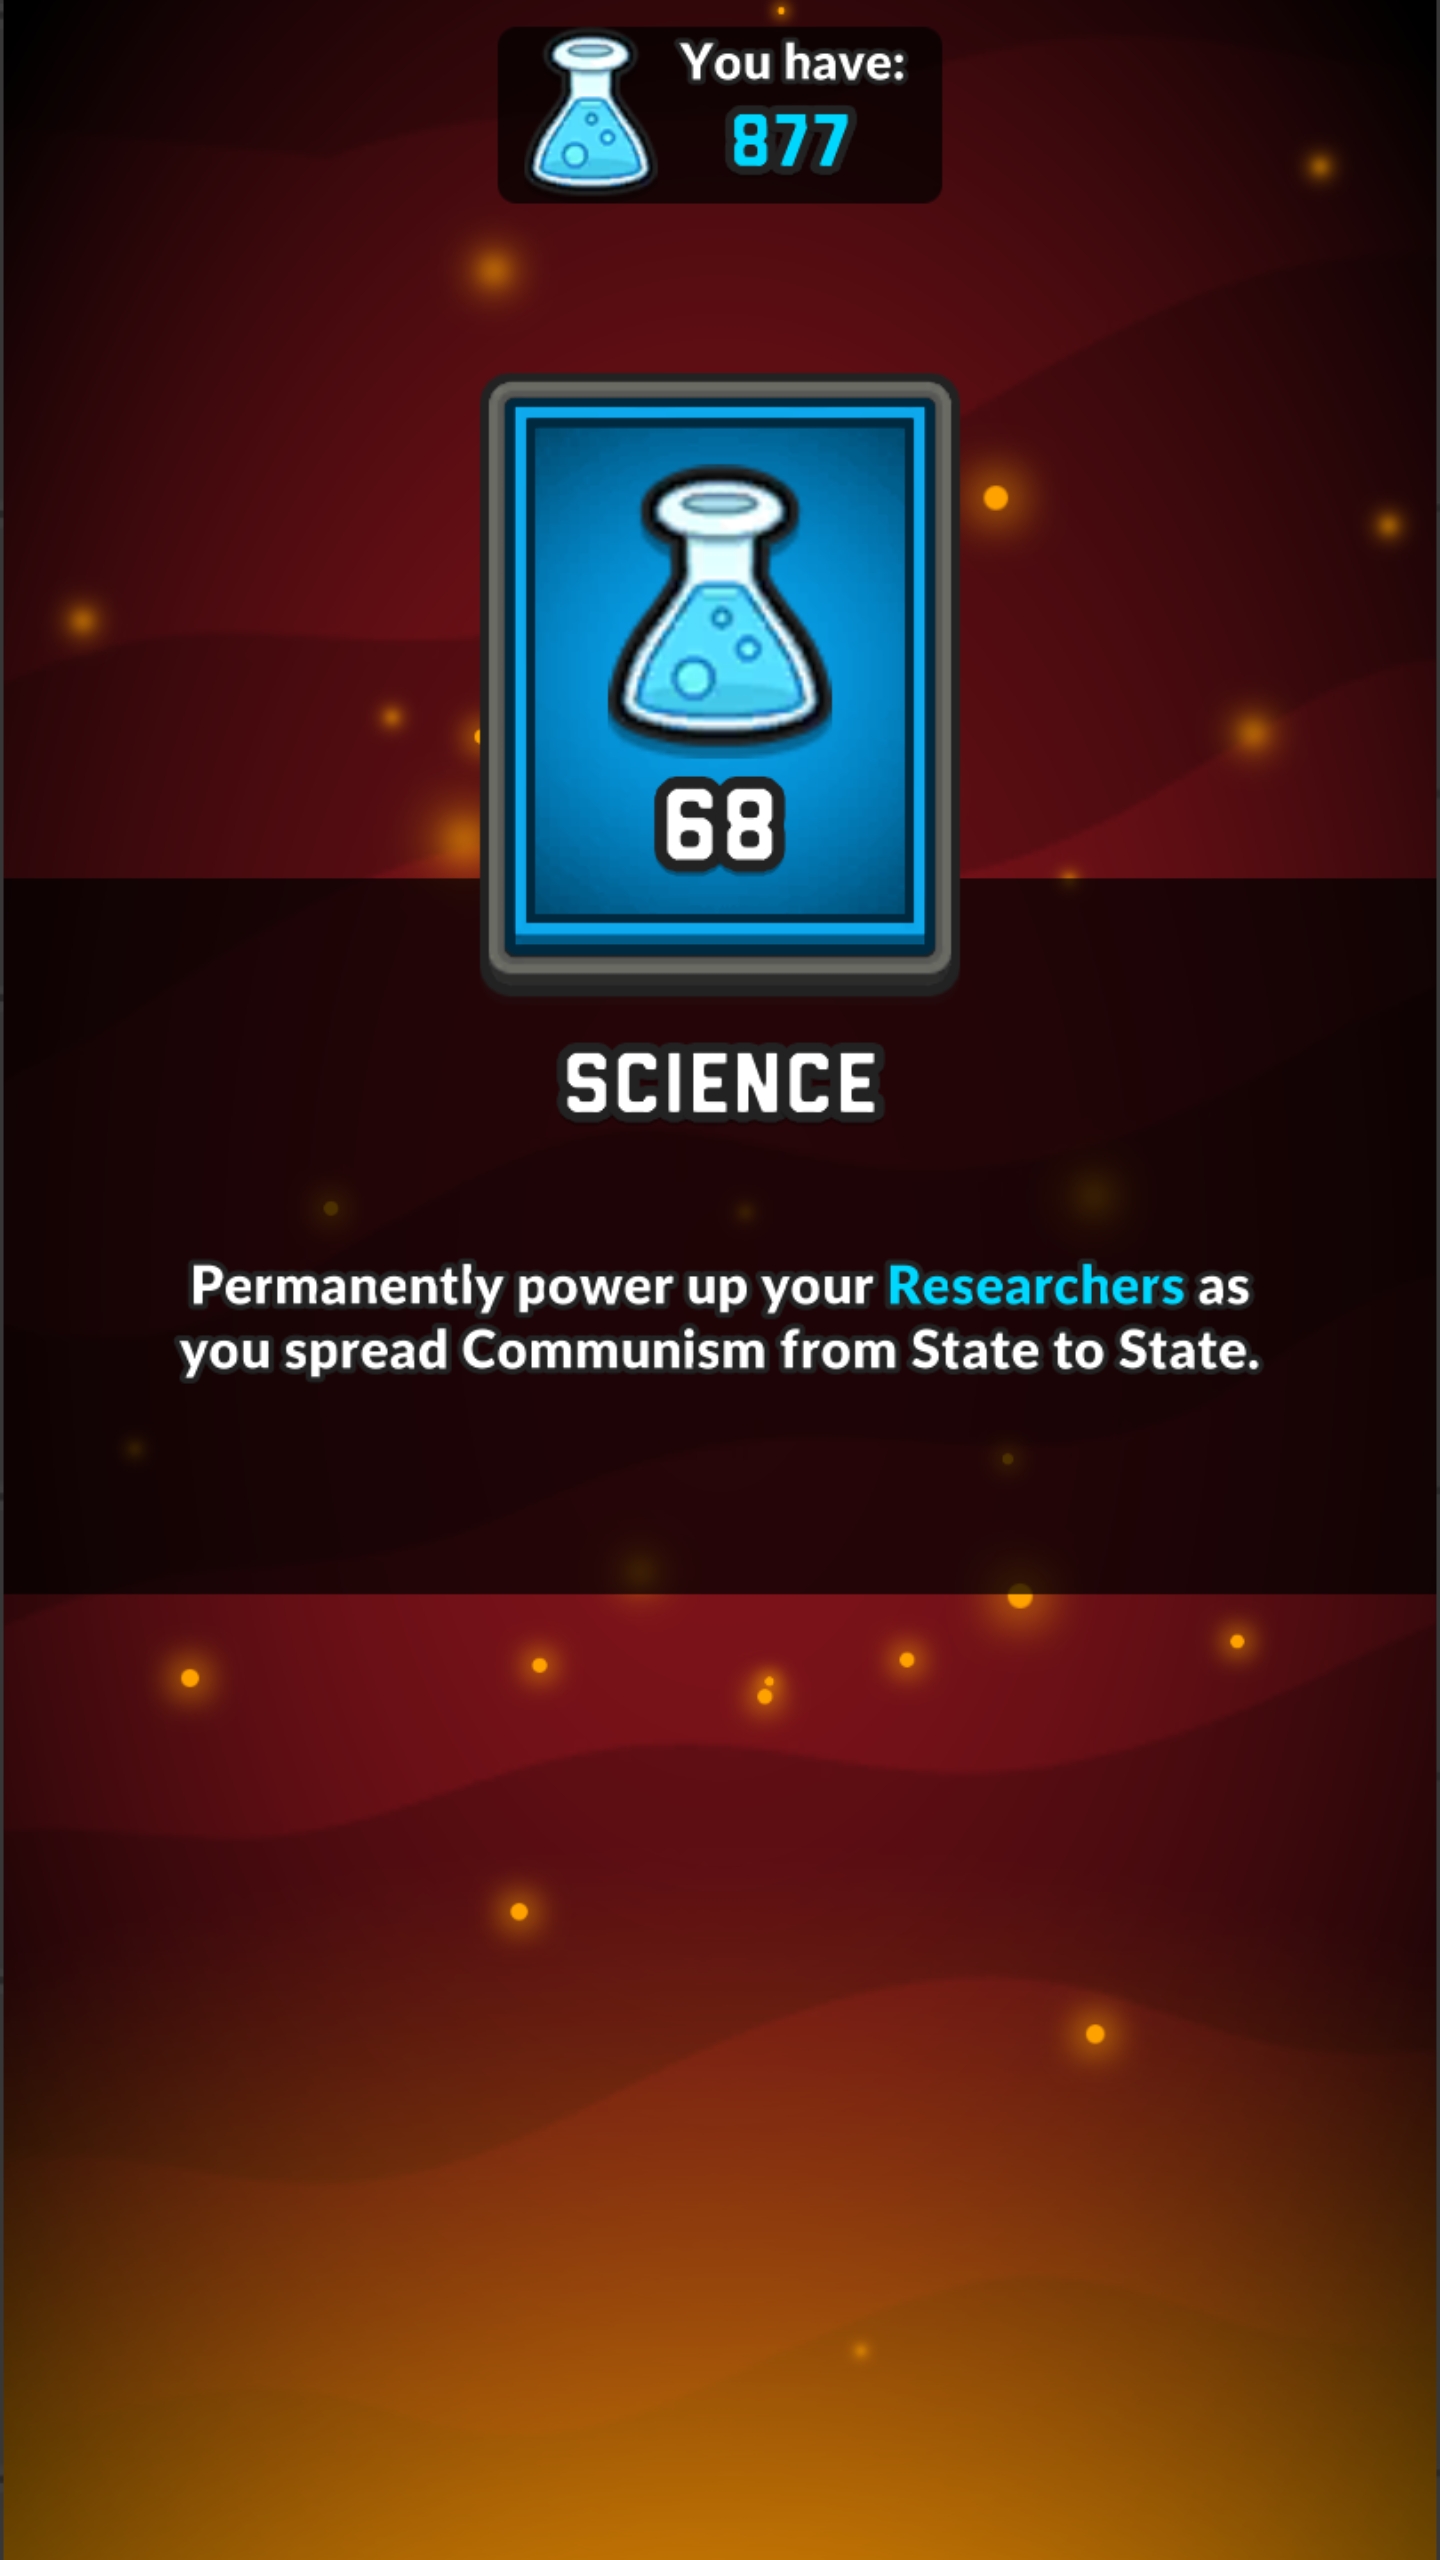 You have:
877
68
SCIENCE
Permanently power up your Researchers as
you spread Communism from State to State.